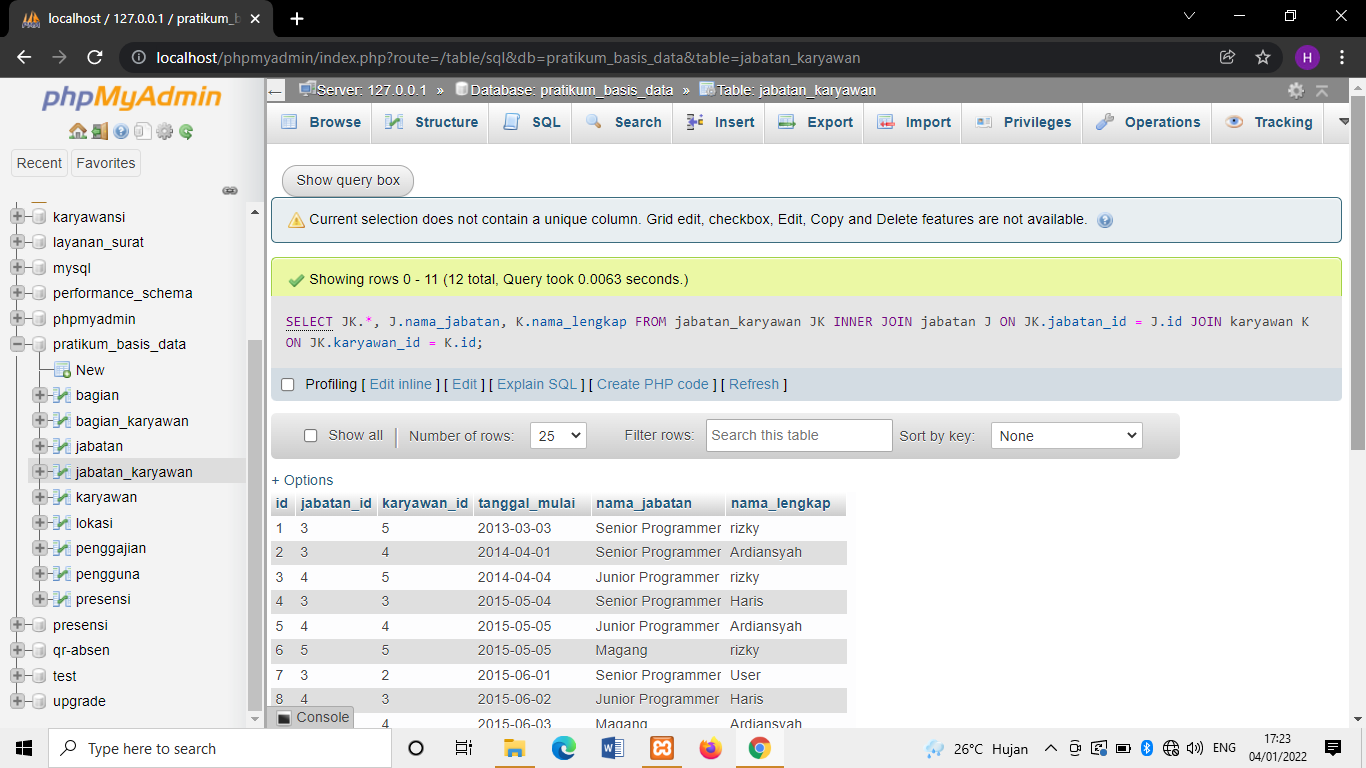 localhost / 127.0.0.1 / pratikum_b
localhost/phpmyadmin/index.php?route=/table/sql&db=pratikum_basis_data&table=jabatan_karyawan
H
phpMyAdmin
Recent Favorites
karyawansi
layanan_surat
mysql
performance_schema
phpmyadmin
pratikum_basis_data
New
bagian
bagian_karyawan
jabatan
jabatan_karyawan
karyawan
lokasi
penggajian
pengguna
presensi
presensi
qr-absen
test
upgrade
Server: 127.0.0.1 » Database: pratikum_basis_data » Table: jabatan_karyawan
Browse Structure SQL Search Insert Export Import Privileges Operations Tracking
Show query box
Current selection does not contain a unique column. Grid edit, checkbox, Edit, Copy and Delete features are not available.
Showing rows 0 - 11 (12 total, Query took 0.0063 seconds.)
SELECT JK.*, J.nama_jabatan, K.nama_lengkap FROM jabatan_karyawan JK INNER JOIN jabatan J ON JK.jabatan_id = J.id JOIN karyawan K
ON JK.karyawan_id = K.id;
Profiling [ Edit inline ] [ Edit ] [ Explain SQL ] [ Create PHP code ] [ Refresh ]
Show all | Number of rows: 25 Filter rows: Search this table Sort by key: None
+ Options
id jabatan_id karyawan_id tanggal_mulai nama_jabatan nama_lengkap
1 3 5 2013-03-03 Senior Programmer rizky
2 3 4 2014-04-01 Senior Programmer Ardiansyah
3 4 5 2014-04-04 Junior Programmer rizky
4 3 3 2015-05-04 Senior Programmer Haris
5 4 4 2015-05-05 Junior Programmer Ardiansyah
6 5 5 2015-05-05 Magang rizky
7 3 2 2015-06-01 Senior Programmer User
8 4 3 2015-06-02 Junior Programmer Haris
4 2015-06-03 Magang Ardiansyah
Console
Type here to search
26°C Hujan
ENG
17:23
04/01/2022